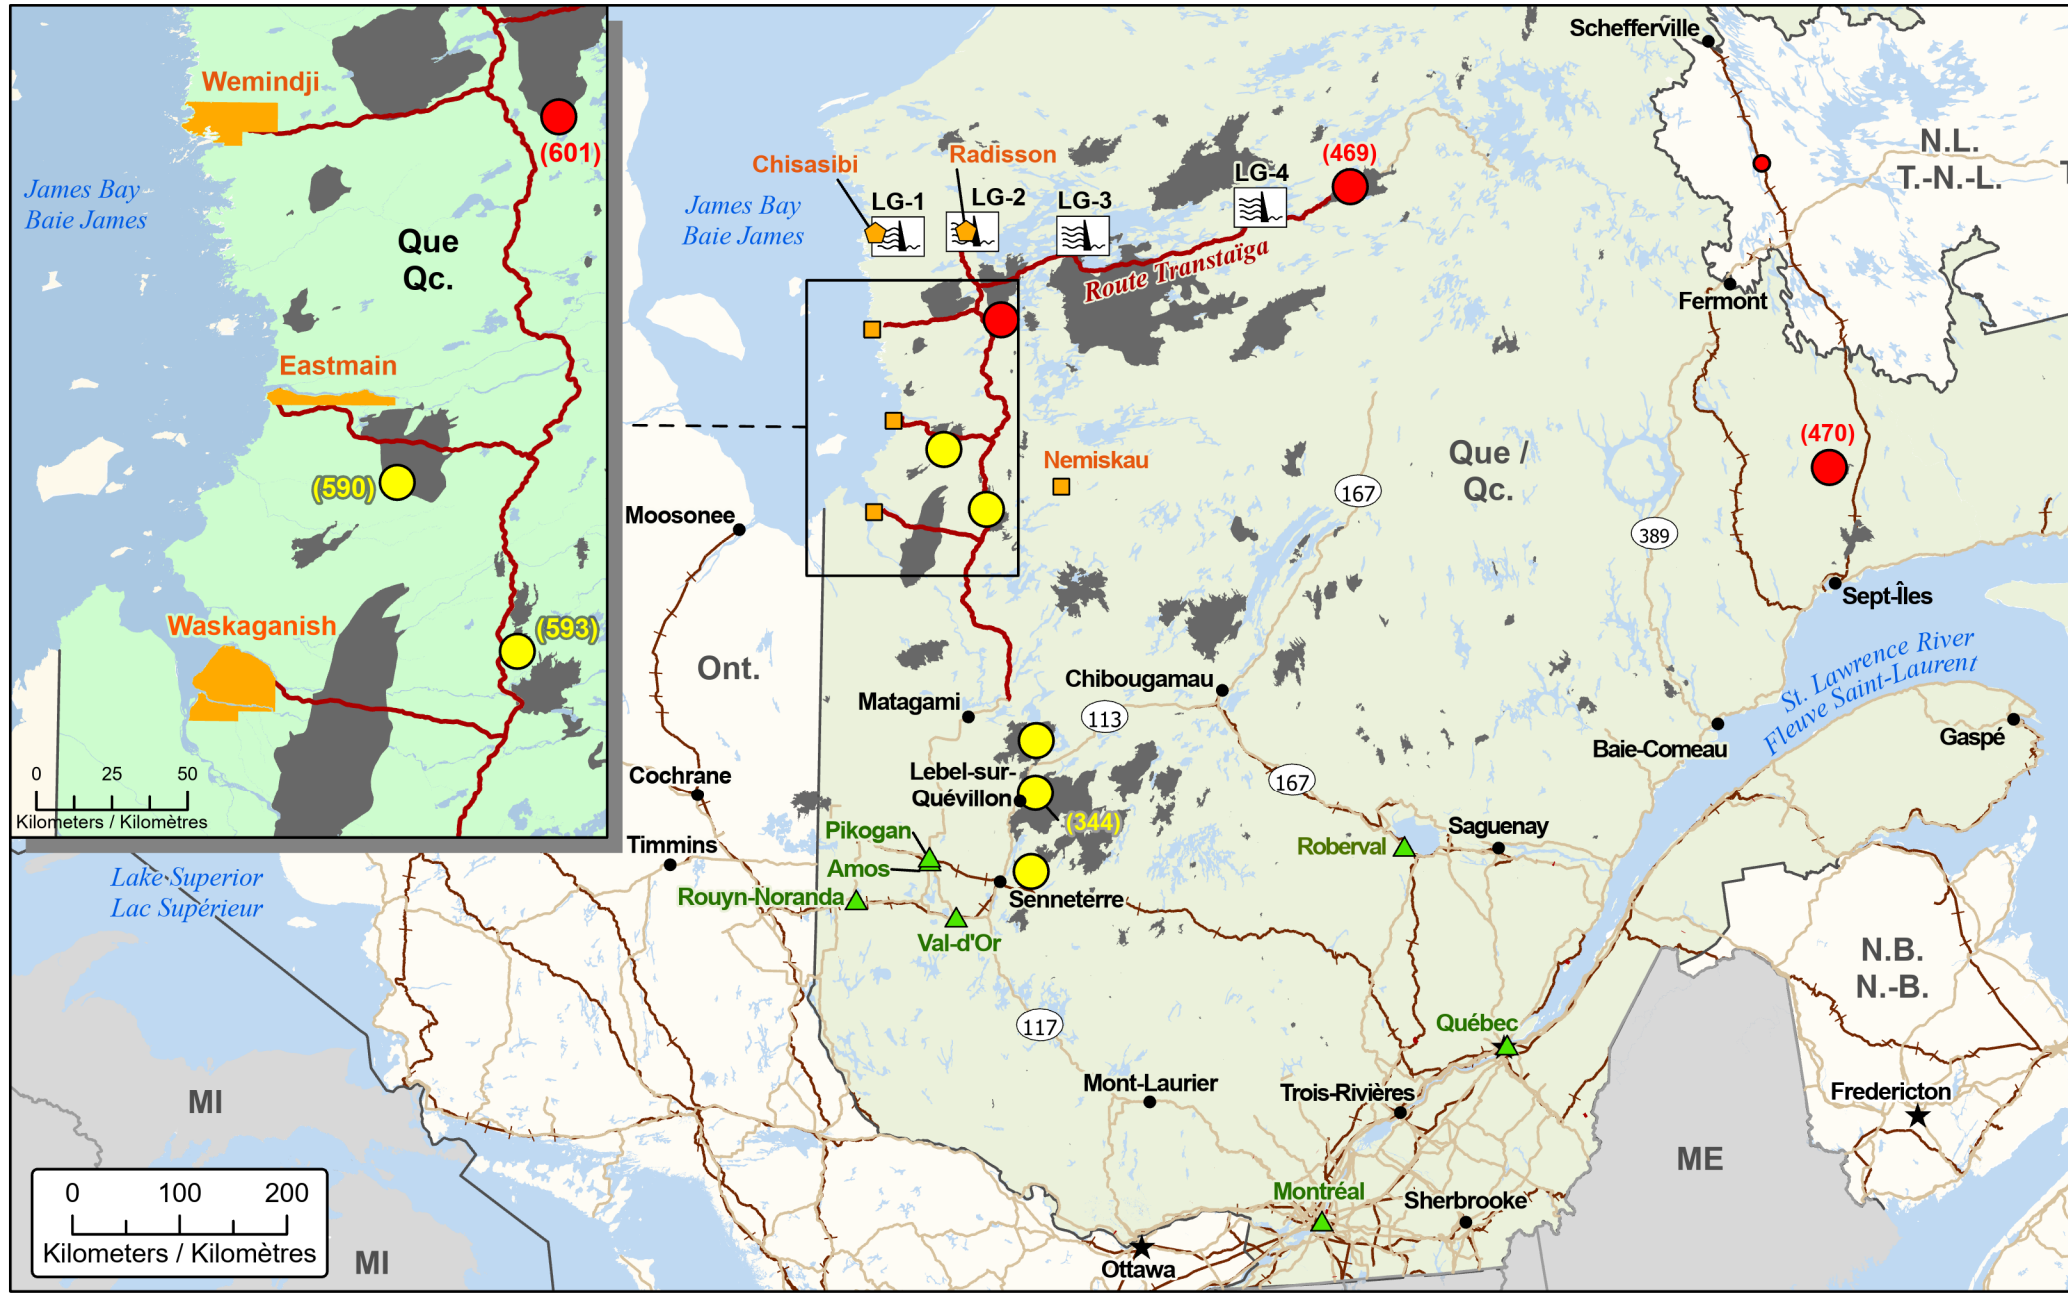 Wemindji
(601)
James Bay
Baie James
Que
Qc.
Eastmain
(590)
Waskaganish
(593)
0 25 50
Kilometers / Kilomètres
Schefferville
N.L.
T.-N.-L.
T
Chisasibi
Radisson
(469)
LG-4
LG-1
LG-2
LG-3
James Bay
Baie James
Route Transtaïga
Fermont
(470)
Nemiskau
Que /
Qc.
167
389
Moosonee
Sept-Îles
Ont.
St. Lawrence River
Fleuve Saint-Laurent
Chibougamau
Matagami
113
Gaspé
Baie-Comeau
Cochrane
Lebel-sur-
Quévillon
167
(344)
Pikogan
Saguenay
Timmins
Roberval
Amos
Lake Superior
Lac Supérieur
Rouyn-Noranda
Senneterre
Val-d'Or
N.B.
N.-B.
117
Québec
Mont-Laurier
Trois-Rivières
Fredericton
MI
ME
Montréal
Sherbrooke
0 100 200
Kilometers / Kilomètres
MI
Ottawa